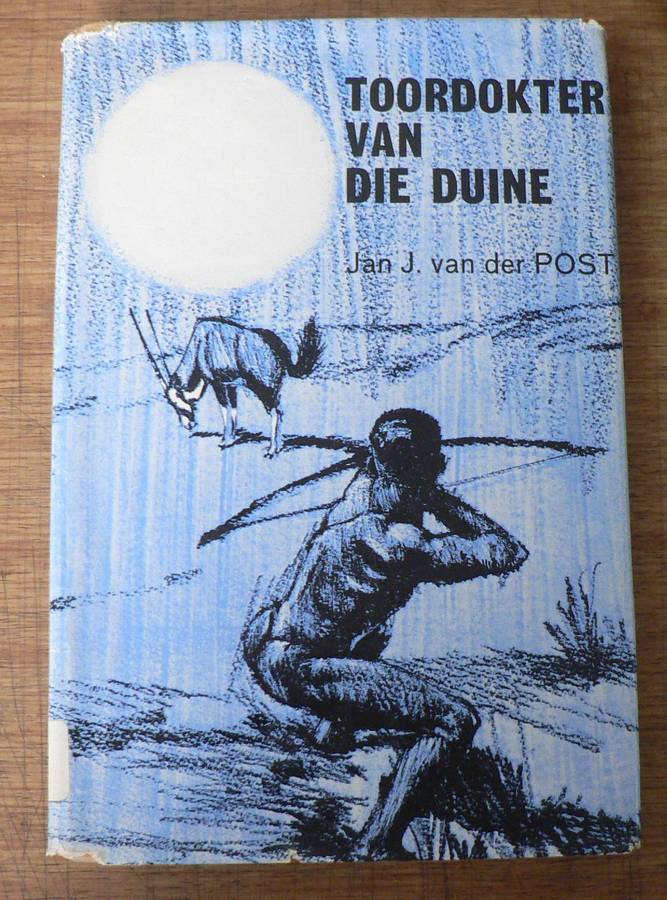 TOORDOKTER
VAN
DIE DUINE
Jan J. van der POST